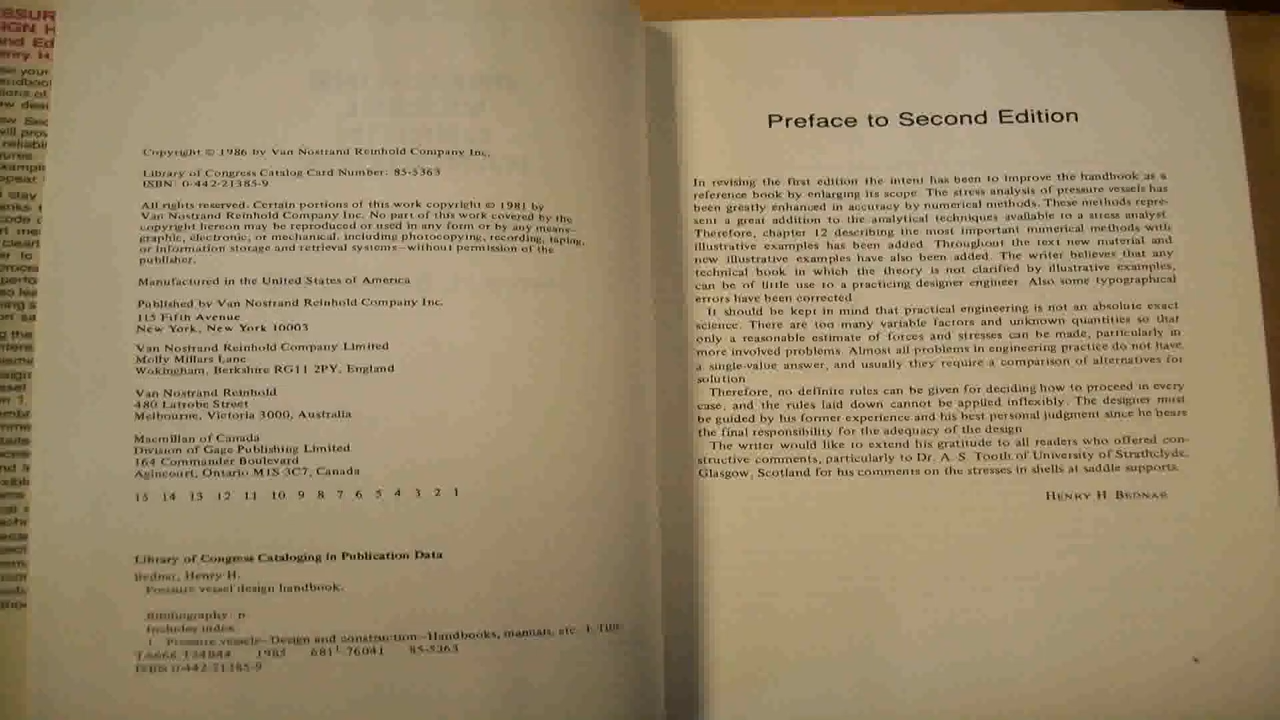 Copyright © 1986 by Van Nostrand Reinhold Company Inc.
Library of Congress Catalog Card Number: 85-5363
ISBN: 0-442-21385-9
All rights reserved. Certain portions of this work copyright © 1981 by
Van Nostrand Reinhold Company Inc. No part of this work covered by the
copyright hereon may be reproduced or used in any form or by any means—
graphic, electronic, or mechanical, including photocopying, recording, taping,
or information storage and retrieval systems—without permission of the
publisher.
Manufactured in the United States of America
Published by Van Nostrand Reinhold Company Inc.
115 Fifth Avenue
New York, New York 10003
Van Nostrand Reinhold Company Limited
Molly Millars Lane
Wokingham, Berkshire RG11 2PY, England
Van Nostrand Reinhold
480 Latrobe Street
Melbourne, Victoria 3000, Australia
Macmillan of Canada
Division of Gage Publishing Limited
164 Commander Boulevard
Agincourt, Ontario M1S 3C7, Canada
15 14 13 12 11 10 9 8 7 6 5 4 3 2 1
Library of Congress Cataloging in Publication Data
Bednar, Henry H.
Pressure vessel design handbook.
Bibliography: p
Includes index.
1. Pressure vessels—Design and construction—Handbooks, manuals, etc. I. Title
1985 681'.76041 85-5363
ISBN 0-442-21385-9
Preface to Second Edition
In revising the first edition the intent has been to improve the handbook as a
reference book by enlarging its scope. The stress analysis of pressure vessels has
been greatly enhanced in accuracy by numerical methods. These methods repre-
sent a great addition to the analytical techniques available to a stress analyst.
Therefore, chapter 12 describing the most important numerical methods with
illustrative examples has been added. Throughout the text new material and
new illustrative examples have also been added. The writer believes that any
technical book in which the theory is not clarified by illustrative examples,
can be of little use to a practicing designer engineer. Also some typographical
errors have been corrected.
It should be kept in mind that practical engineering is not an absolute exact
science. There are too many variable factors and unknown quantities so that
only a reasonable estimate of forces and stresses can be made, particularly in
more involved problems. Almost all problems in engineering practice do not have
a single-value answer, and usually they require a comparison of alternatives for
solution.
Therefore, no definite rules can be given for deciding how to proceed in every
case, and the rules laid down cannot be applied inflexibly. The designer must
be guided by his former experience and his best personal judgment since he bears
the final responsibility for the adequacy of the design.
The writer would like to extend his gratitude to all readers who offered con-
structive comments, particularly to Dr. A. S. Tooth of University of Strathclyde,
Glasgow, Scotland for his comments on the stresses in shells at saddle supports.
HENRY H. BEDNAR